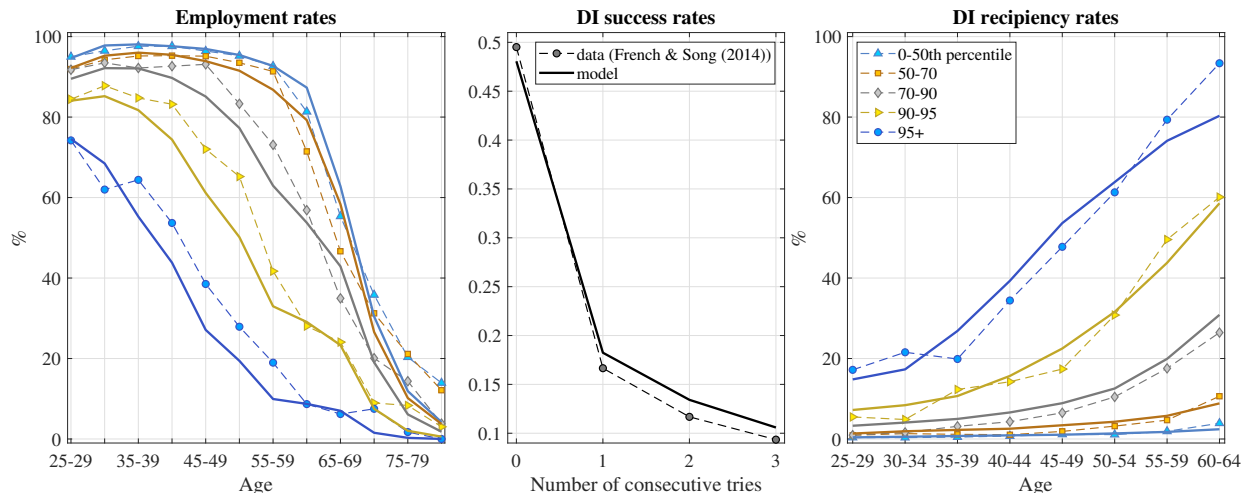 Employment rates
100
80
60
40
20
0
%
25-29 35-39 45-49 55-59 65-69 75-79
Age
DI success rates
data (French & Song (2014))
model
0.5
0.45
0.4
0.35
0.3
0.25
0.2
0.15
0.1
0 1 2 3
Number of consecutive tries
DI recipiency rates
0-50th percentile
50-70
70-90
90-95
95+
100
80
60
40
20
0
%
25-29 30-34 35-39 40-44 45-49 50-54 55-59 60-64
Age